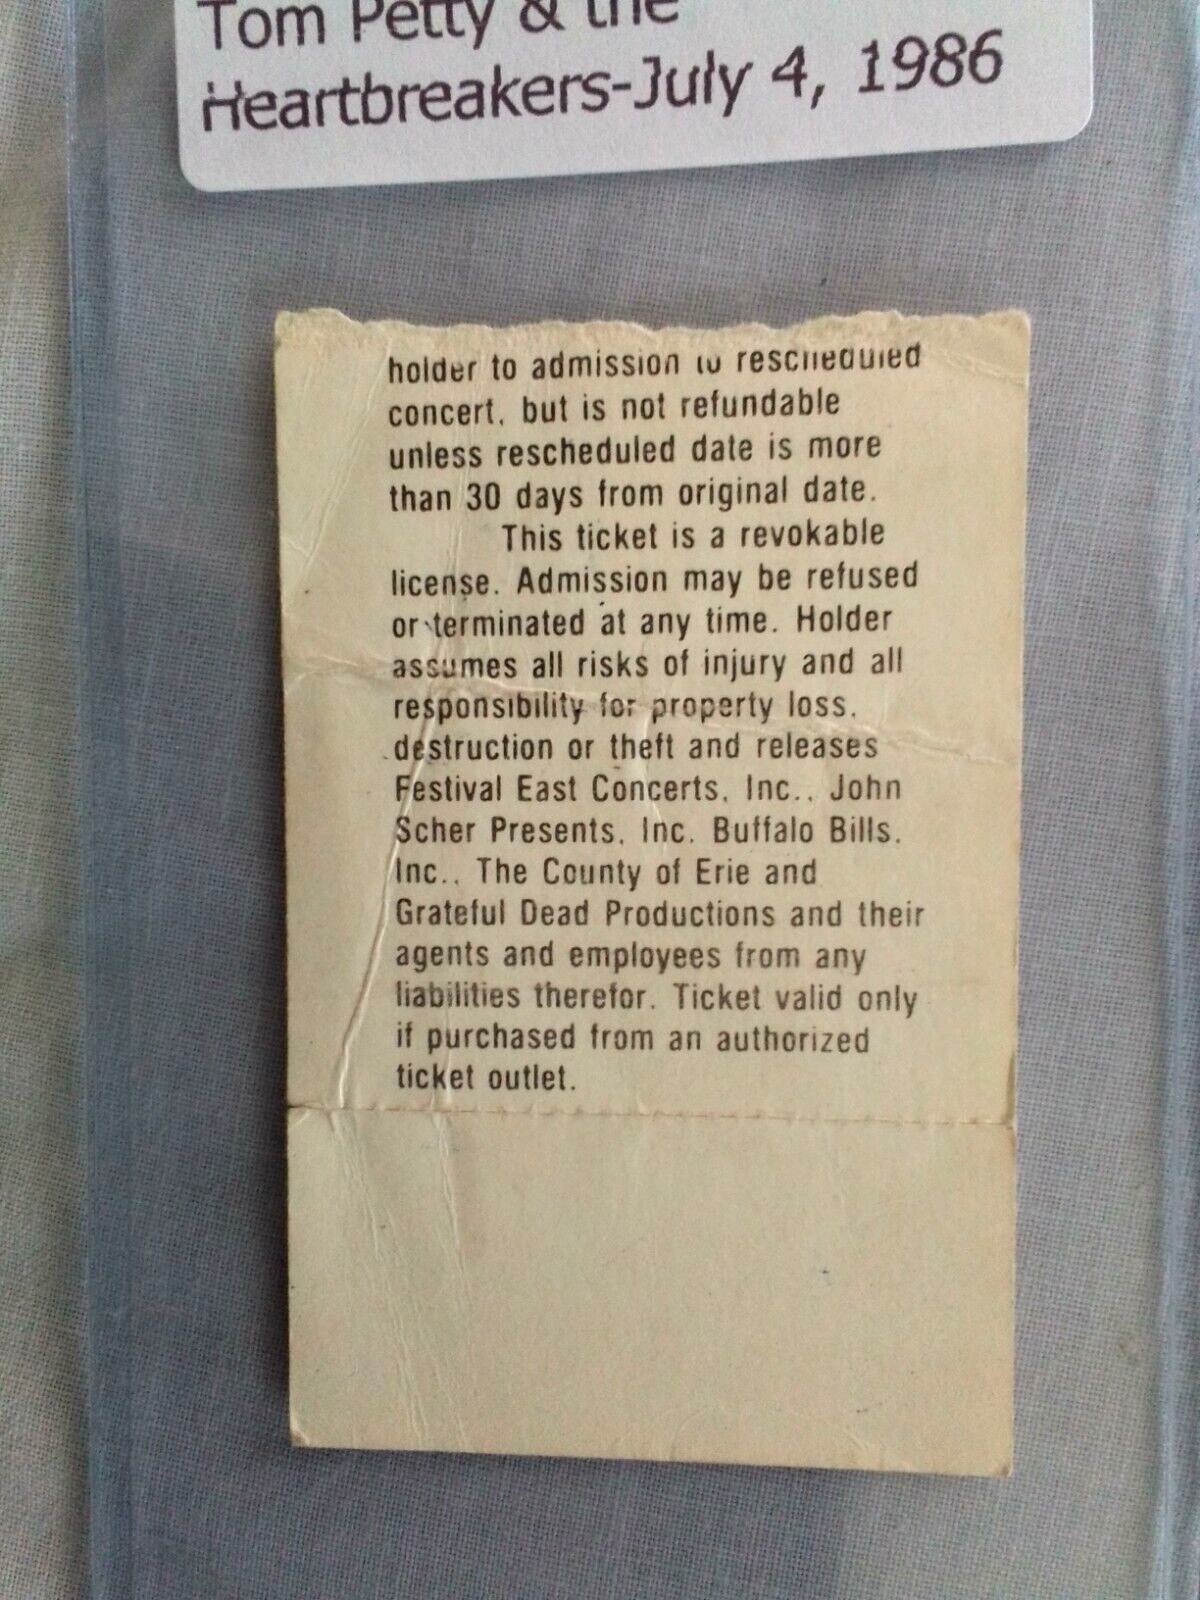 Tom Petty & the
Heartbreakers-July 4, 1986
holder to admission to rescheduled
concert, but is not refundable
unless rescheduled date is more
than 30 days from original date.
This ticket is a revokable
license. Admission may be refused
or terminated at any time. Holder
assumes all risks of injury and all
responsibility for property loss,
destruction or theft and releases
Festival East Concerts, Inc., John
Scher Presents, Inc. Buffalo Bills,
Inc., The County of Erie and
Grateful Dead Productions and their
agents and employees from any
liabilities therefor. Ticket valid only
if purchased from an authorized
ticket outlet.